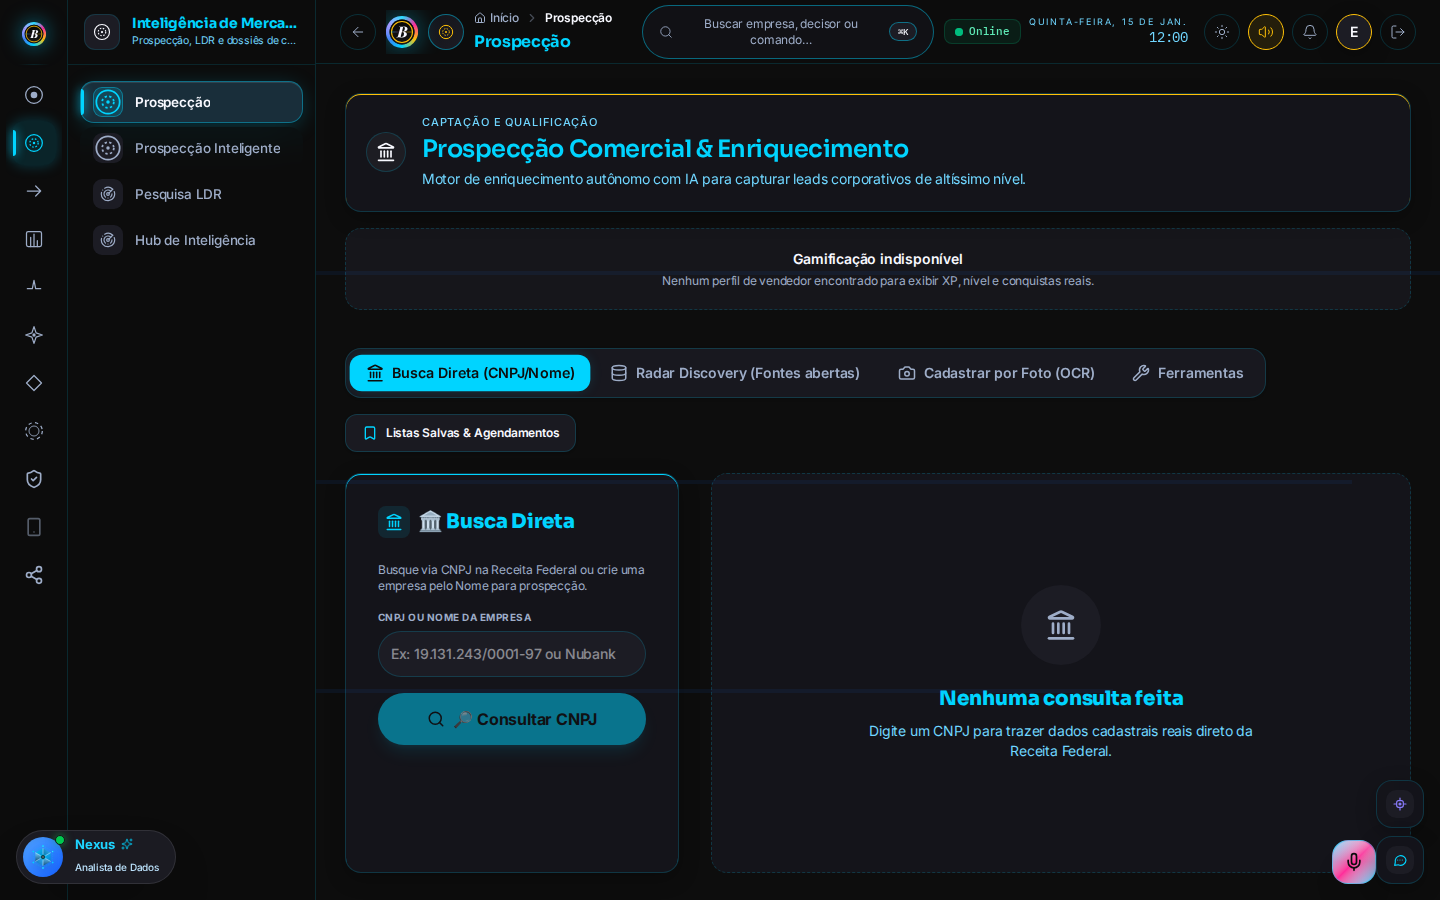 B
Inteligência de Merca...
Prospecção, LDR e dossiês de c...
Prospecção
Prospecção Inteligente
Pesquisa LDR
Hub de Inteligência
B
Início > Prospecção
Prospecção
Buscar empresa, decisor ou
comando...
⌘K
Online
QUINTA-FEIRA, 15 DE JAN.
12:00
E
CAPTAÇÃO E QUALIFICAÇÃO
Prospecção Comercial & Enriquecimento
Motor de enriquecimento autônomo com IA para capturar leads corporativos de altíssimo nível.
Gamificação indisponível
Nenhum perfil de vendedor encontrado para exibir XP, nível e conquistas reais.
Busca Direta (CNPJ/Nome)
Radar Discovery (Fontes abertas)
Cadastrar por Foto (OCR)
Ferramentas
Listas Salvas & Agendamentos
🏛️ Busca Direta
Busque via CNPJ na Receita Federal ou crie uma
empresa pelo Nome para prospecção.
CNPJ OU NOME DA EMPRESA
Ex: 19.131.243/0001-97 ou Nubank
🔎 Consultar CNPJ
Nenhuma consulta feita
Digite um CNPJ para trazer dados cadastrais reais direto da
Receita Federal.
Nexus
Analista de Dados